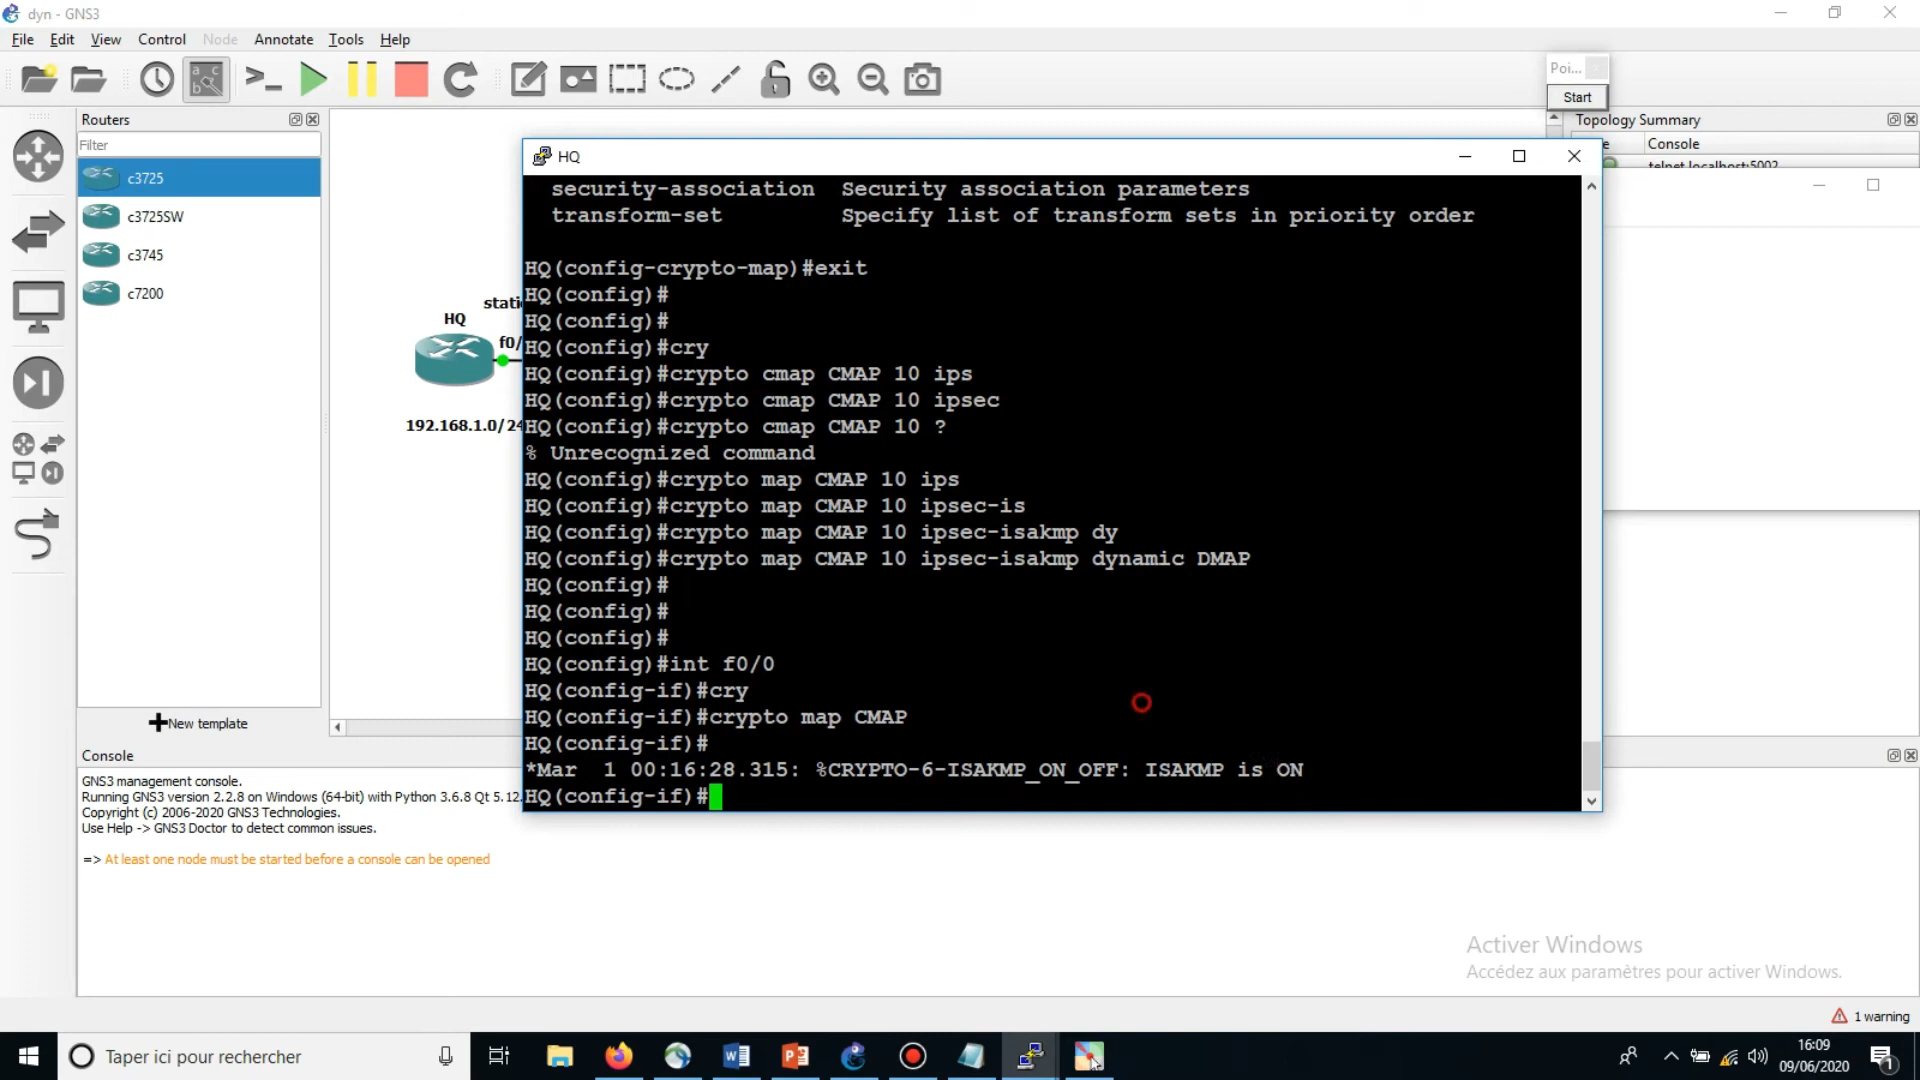 dyn - GNS3
File Edit View Control Node Annotate Tools Help
Poi...
Start
Routers
Filter
c3725
c3725SW
c3745
c7200
New template
HQ
f0/
192.168.1.0/24
HQ
security-association Security association parameters
transform-set Specify list of transform sets in priority order
HQ(config-crypto-map)#exit
HQ(config)#
HQ(config)#
HQ(config)#cry
HQ(config)#crypto cmap CMAP 10 ips
HQ(config)#crypto cmap CMAP 10 ipsec
HQ(config)#crypto cmap CMAP 10 ?
% Unrecognized command
HQ(config)#crypto map CMAP 10 ips
HQ(config)#crypto map CMAP 10 ipsec-is
HQ(config)#crypto map CMAP 10 ipsec-isakmp dy
HQ(config)#crypto map CMAP 10 ipsec-isakmp dynamic DMAP
HQ(config)#
HQ(config)#
HQ(config)#
HQ(config)#int f0/0
HQ(config-if)#cry
HQ(config-if)#crypto map CMAP
HQ(config-if)#
*Mar 1 00:16:28.315: %CRYPTO-6-ISAKMP_ON_OFF: ISAKMP is ON
HQ(config-if)#
Topology Summary
e Console
telnet localhost:5002
Console
GNS3 management console.
Running GNS3 version 2.2.8 on Windows (64-bit) with Python 3.6.8 Qt 5.12.
Copyright (c) 2006-2020 GNS3 Technologies.
Use Help -> GNS3 Doctor to detect common issues.
=> At least one node must be started before a console can be opened
Activer Windows
Accédez aux paramètres pour activer Windows.
1 warning
Taper ici pour rechercher
16:09
09/06/2020
1